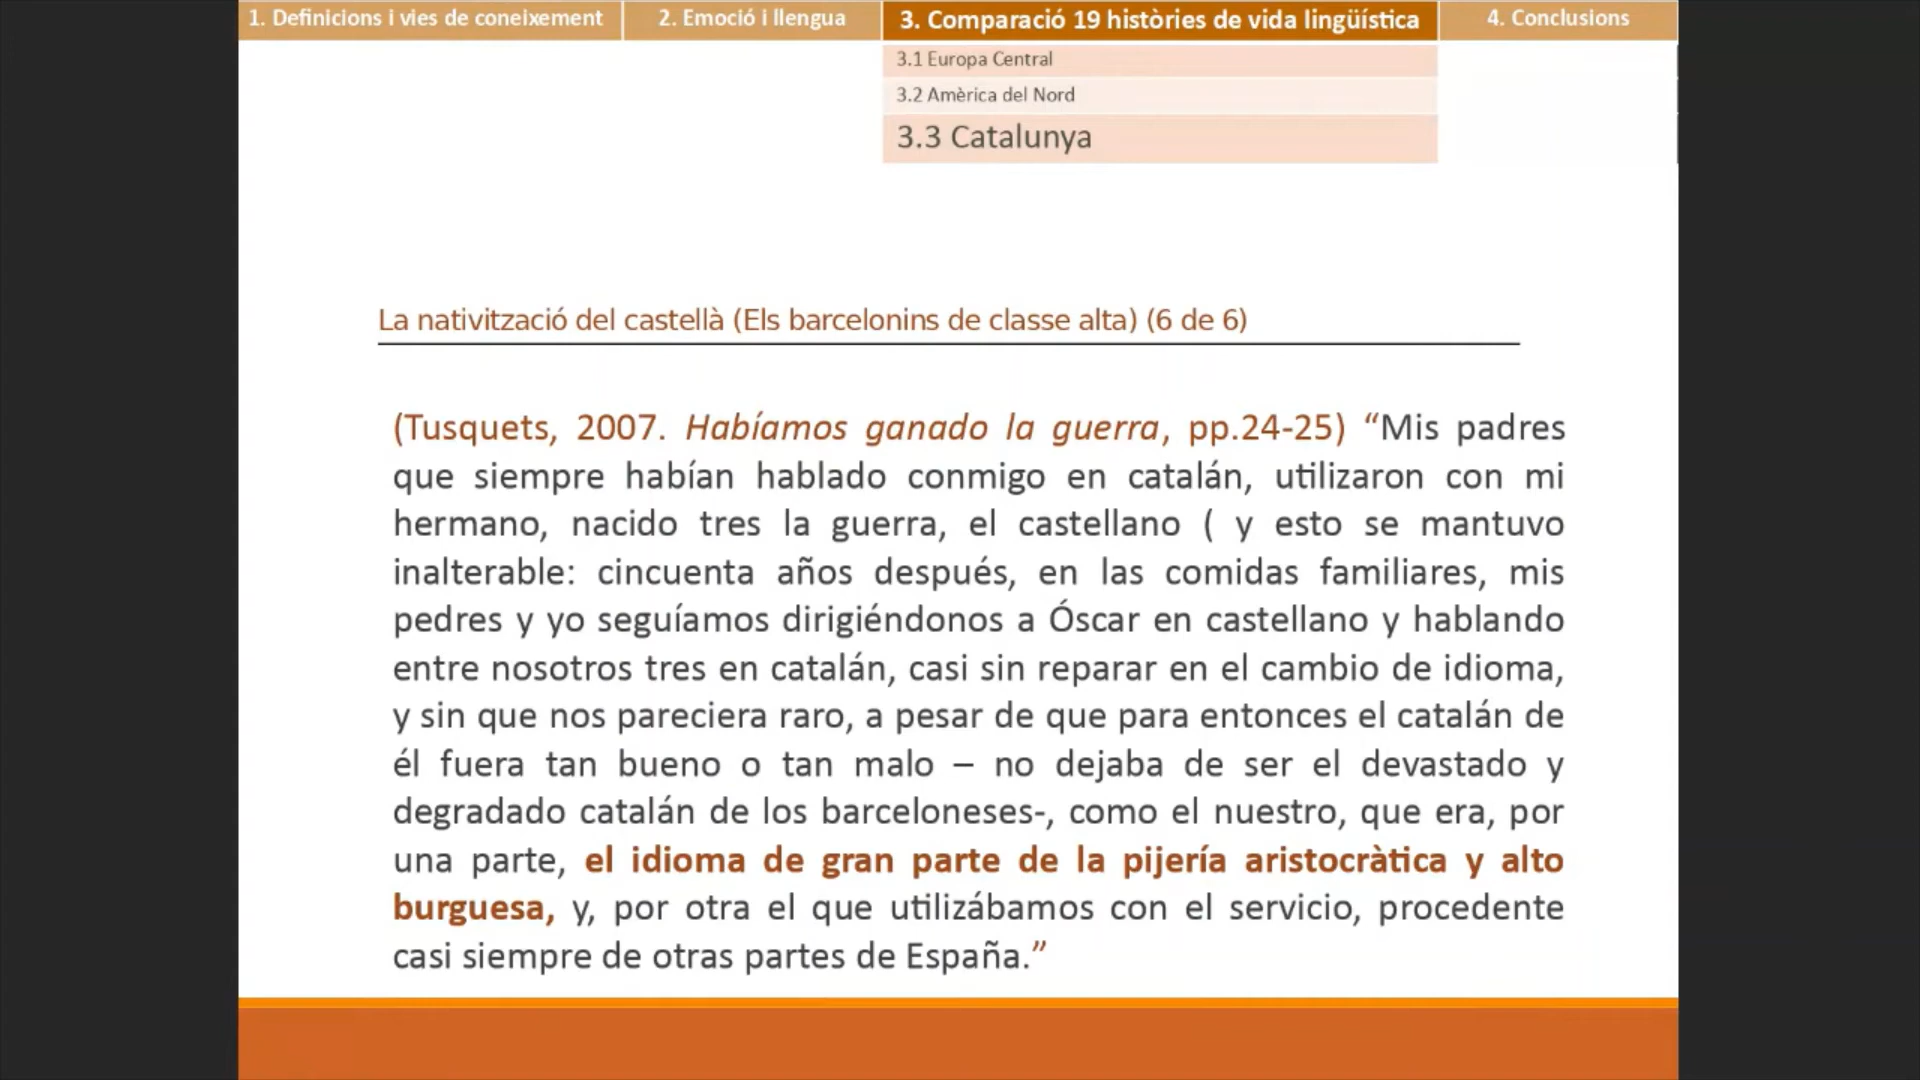 1. Definicions i vies de coneixement
2. Emoció i llengua
3. Comparació 19 històries de vida lingüística
4. Conclusions
3.1 Europa Central
3.2 Amèrica del Nord
3.3 Catalunya
La nativització del castellà (Els barcelonins de classe alta) (6 de 6)
(Tusquets, 2007. Habíamos ganado la guerra, pp.24-25) “Mis padres
que siempre habían hablado conmigo en catalán, utilizaron con mi
hermano, nacido tres la guerra, el castellano ( y esto se mantuvo
inalterable: cincuenta años después, en las comidas familiares, mis
pedres y yo seguíamos dirigiéndonos a Óscar en castellano y hablando
entre nosotros tres en catalán, casi sin reparar en el cambio de idioma,
y sin que nos pareciera raro, a pesar de que para entonces el catalán de
él fuera tan bueno o tan malo – no dejaba de ser el devastado y
degradado catalán de los barceloneses-, como el nuestro, que era, por
una parte, el idioma de gran parte de la pijería aristocràtica y alto
burguesa, y, por otra el que utilizábamos con el servicio, procedente
casi siempre de otras partes de España.”